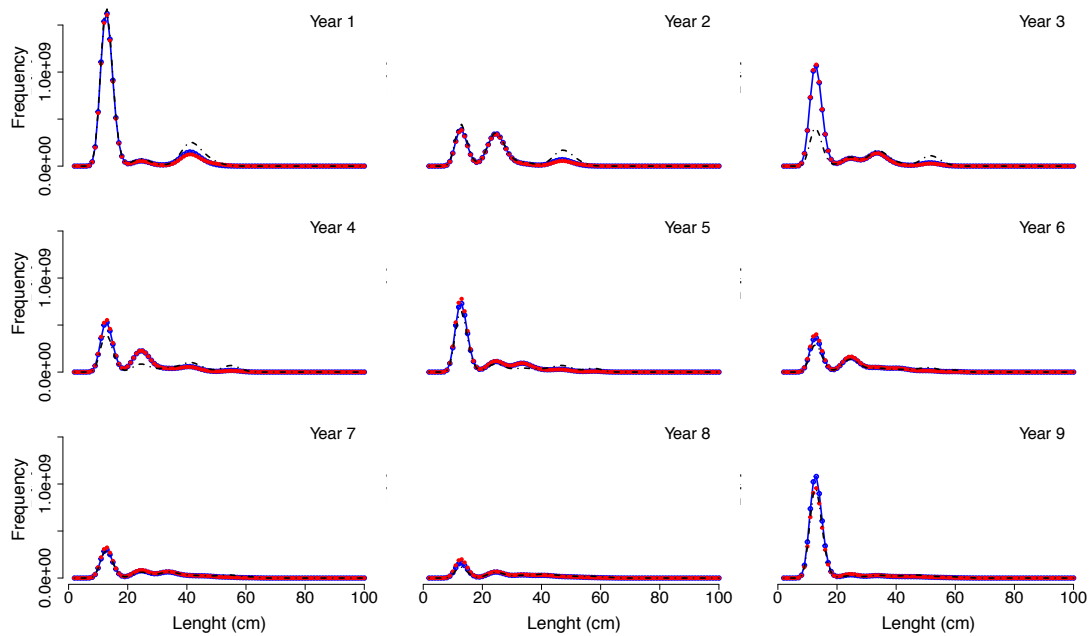 Year 1
Year 2
Year 3
Frequency
0.0e+00
1.0e+09
Year 4
Year 5
Year 6
Frequency
0.0e+00
1.0e+09
Year 7
Year 8
Year 9
Frequency
0.0e+00
1.0e+09
0 20 40 60 80 100
0 20 40 60 80 100
0 20 40 60 80 100
Lenght (cm)
Lenght (cm)
Lenght (cm)